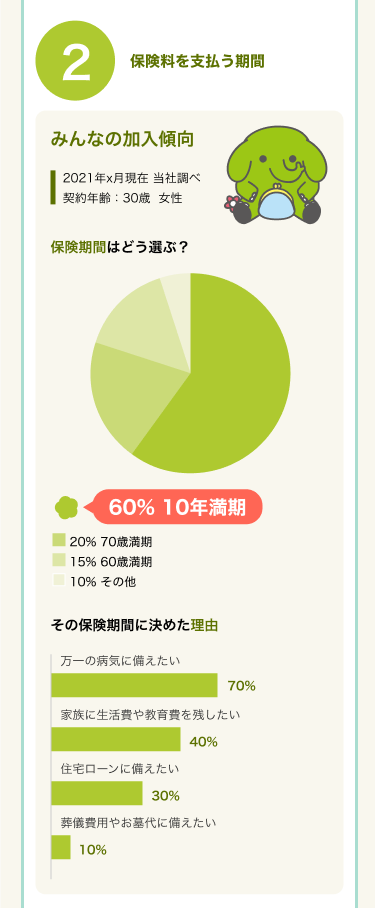 2
保険料を支払う期間
みんなの加入傾向
2021年x月現在 当社調べ
契約年齢：30歳 女性
保険期間はどう選ぶ？
60% 10年満期
20% 70歳満期
15% 60歳満期
10% その他
その保険期間に決めた理由
万一の病気に備えたい
70%
家族に生活費や教育費を残したい
40%
住宅ローンに備えたい
30%
葬儀費用やお墓代に備えたい
10%